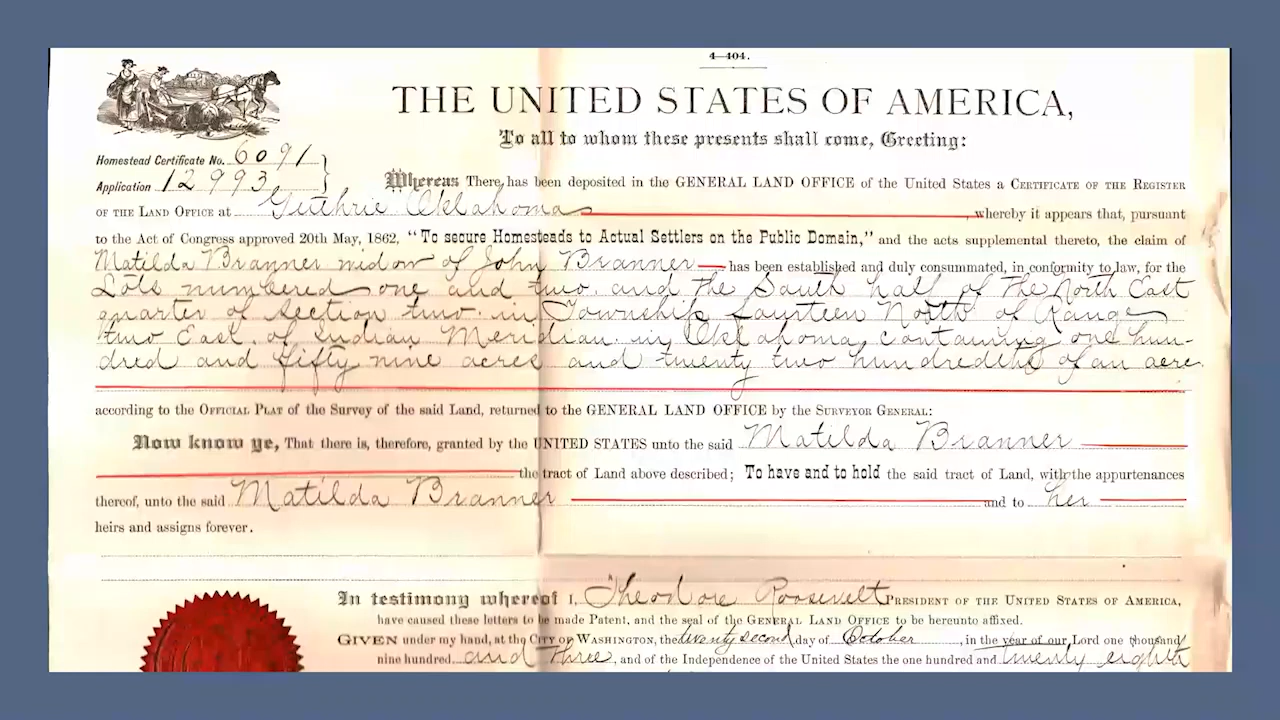 4—404.
THE UNITED STATES OF AMERICA,
To all to whom these presents shall come, Greeting:
Homestead Certificate No. 6091
Application 12993
Whereas There has been deposited in the GENERAL LAND OFFICE of the United States a CERTIFICATE OF THE REGISTER
OF THE LAND OFFICE at Guthrie Oklahoma whereby it appears that, pursuant
to the Act of Congress approved 20th May, 1862, "To secure Homesteads to Actual Settlers on the Public Domain," and the acts supplemental thereto, the claim of
Matilda Branner widow of John Branner has been established and duly consummated, in conformity to law, for the
Lots numbered one and two and the South half of the North East
quarter of Section two in Township fourteen North of Range
two East of Indian Meridian in Oklahoma containing one hun-
dred and fifty nine acres and twenty two hundredths of an acre
according to the OFFICIAL PLAT of the Survey of the said Land, returned to the GENERAL LAND OFFICE by the SURVEYOR GENERAL:
Now know ye, That there is, therefore, granted by the UNITED STATES unto the said Matilda Branner
the tract of Land above described; To have and to hold the said tract of Land, with the appurtenances
thereof, unto the said Matilda Branner and to her
heirs and assigns forever.
In testimony whereof I, Theodore Roosevelt PRESIDENT OF THE UNITED STATES OF AMERICA,
have caused these letters to be made Patent, and the seal of the GENERAL LAND OFFICE to be hereunto affixed.
GIVEN under my hand, at the CITY OF WASHINGTON, the twenty second day of October, in the year of our Lord one thousand
nine hundred and three, and of the Independence of the United States the one hundred and twenty eighth